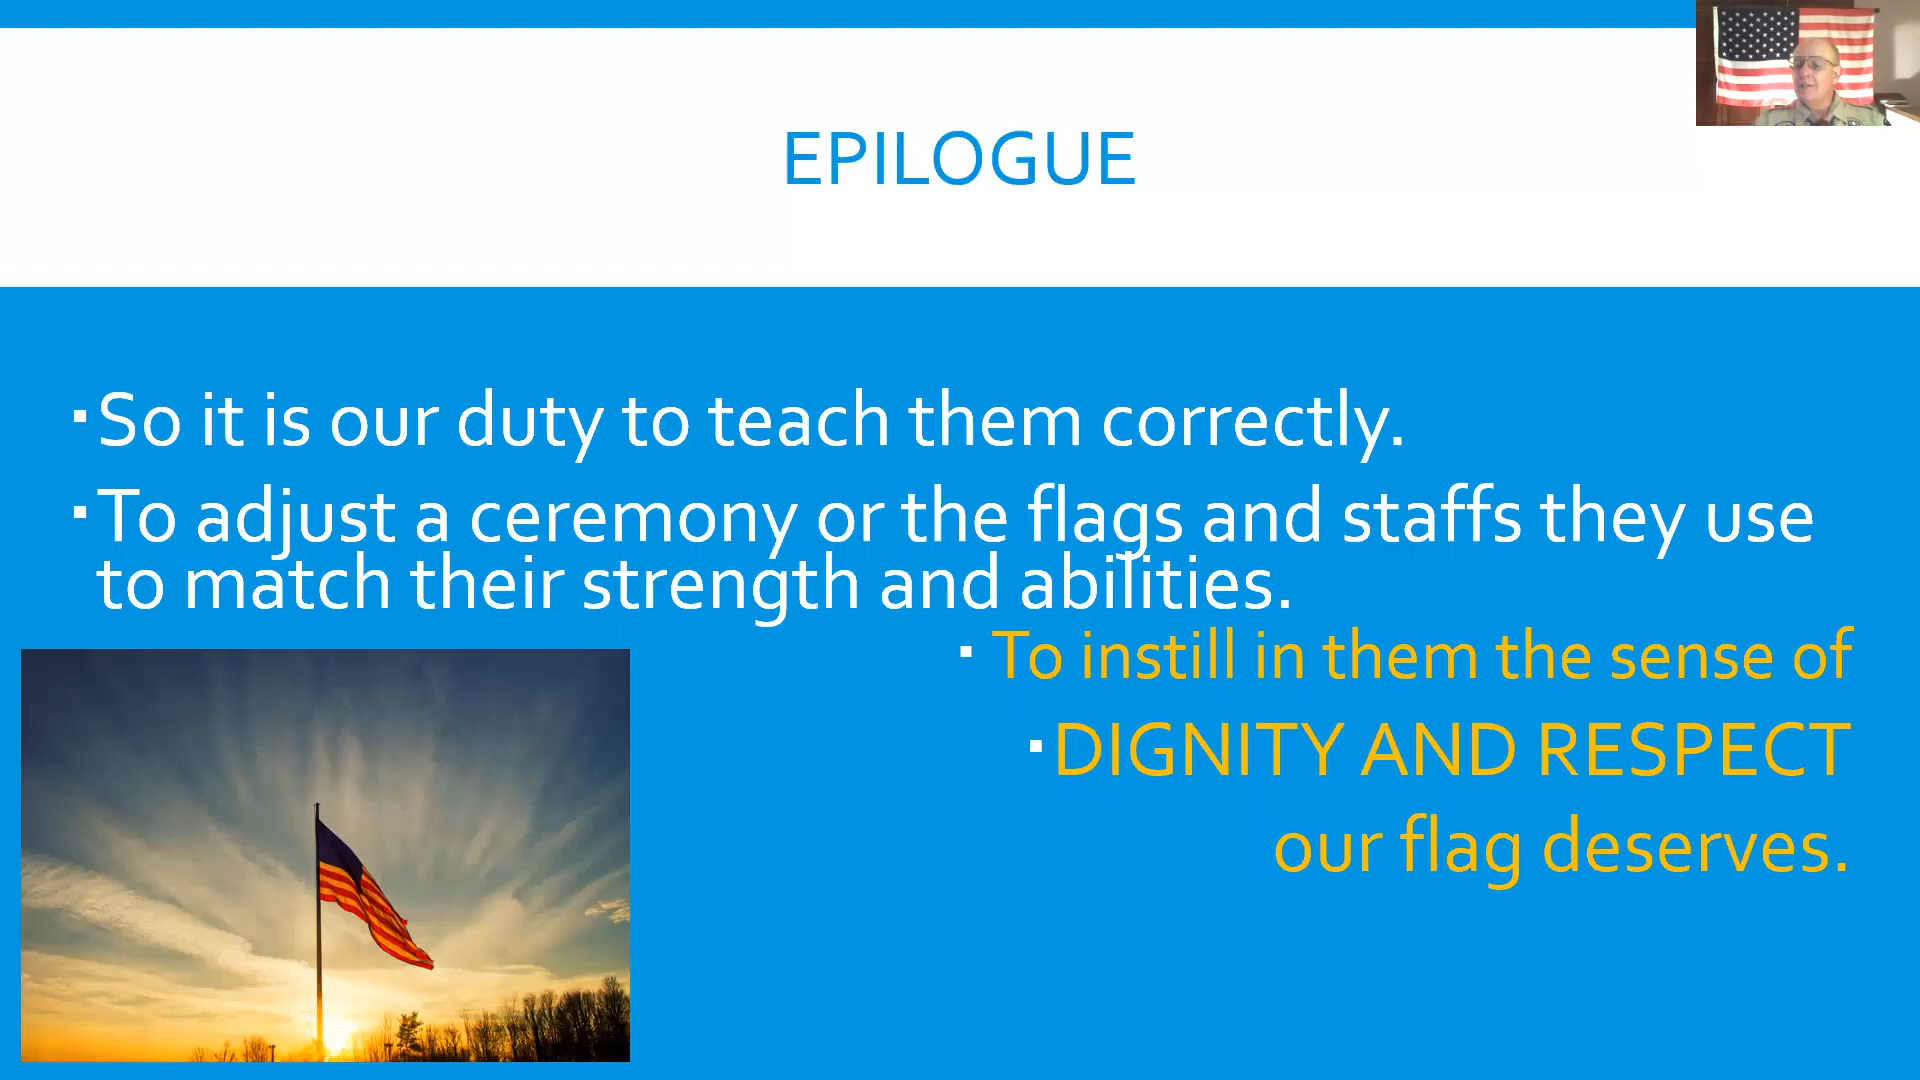 EPILOGUE
▪So it is our duty to teach them correctly.
▪To adjust a ceremony or the flags and staffs they use
to match their strength and abilities.
▪ To instill in them the sense of
▪DIGNITY AND RESPECT
our flag deserves.